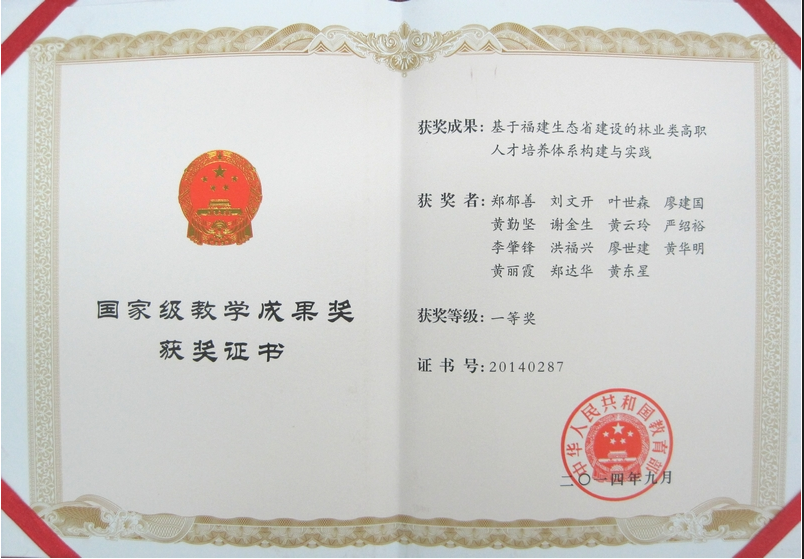 国家级教学成果奖
获奖证书
获奖成果：基于福建生态省建设的林业类高职
人才培养体系构建与实践
获奖者：郑郁善 刘文开 叶世森 廖建国
黄勤坚 谢金生 黄云玲 严绍裕
李肇锋 洪福兴 廖世建 黄华明
黄丽霞 郑达华 黄东星
获奖等级：一等奖
证书号：20140287
中华人民共和国教育部
二〇一四年九月